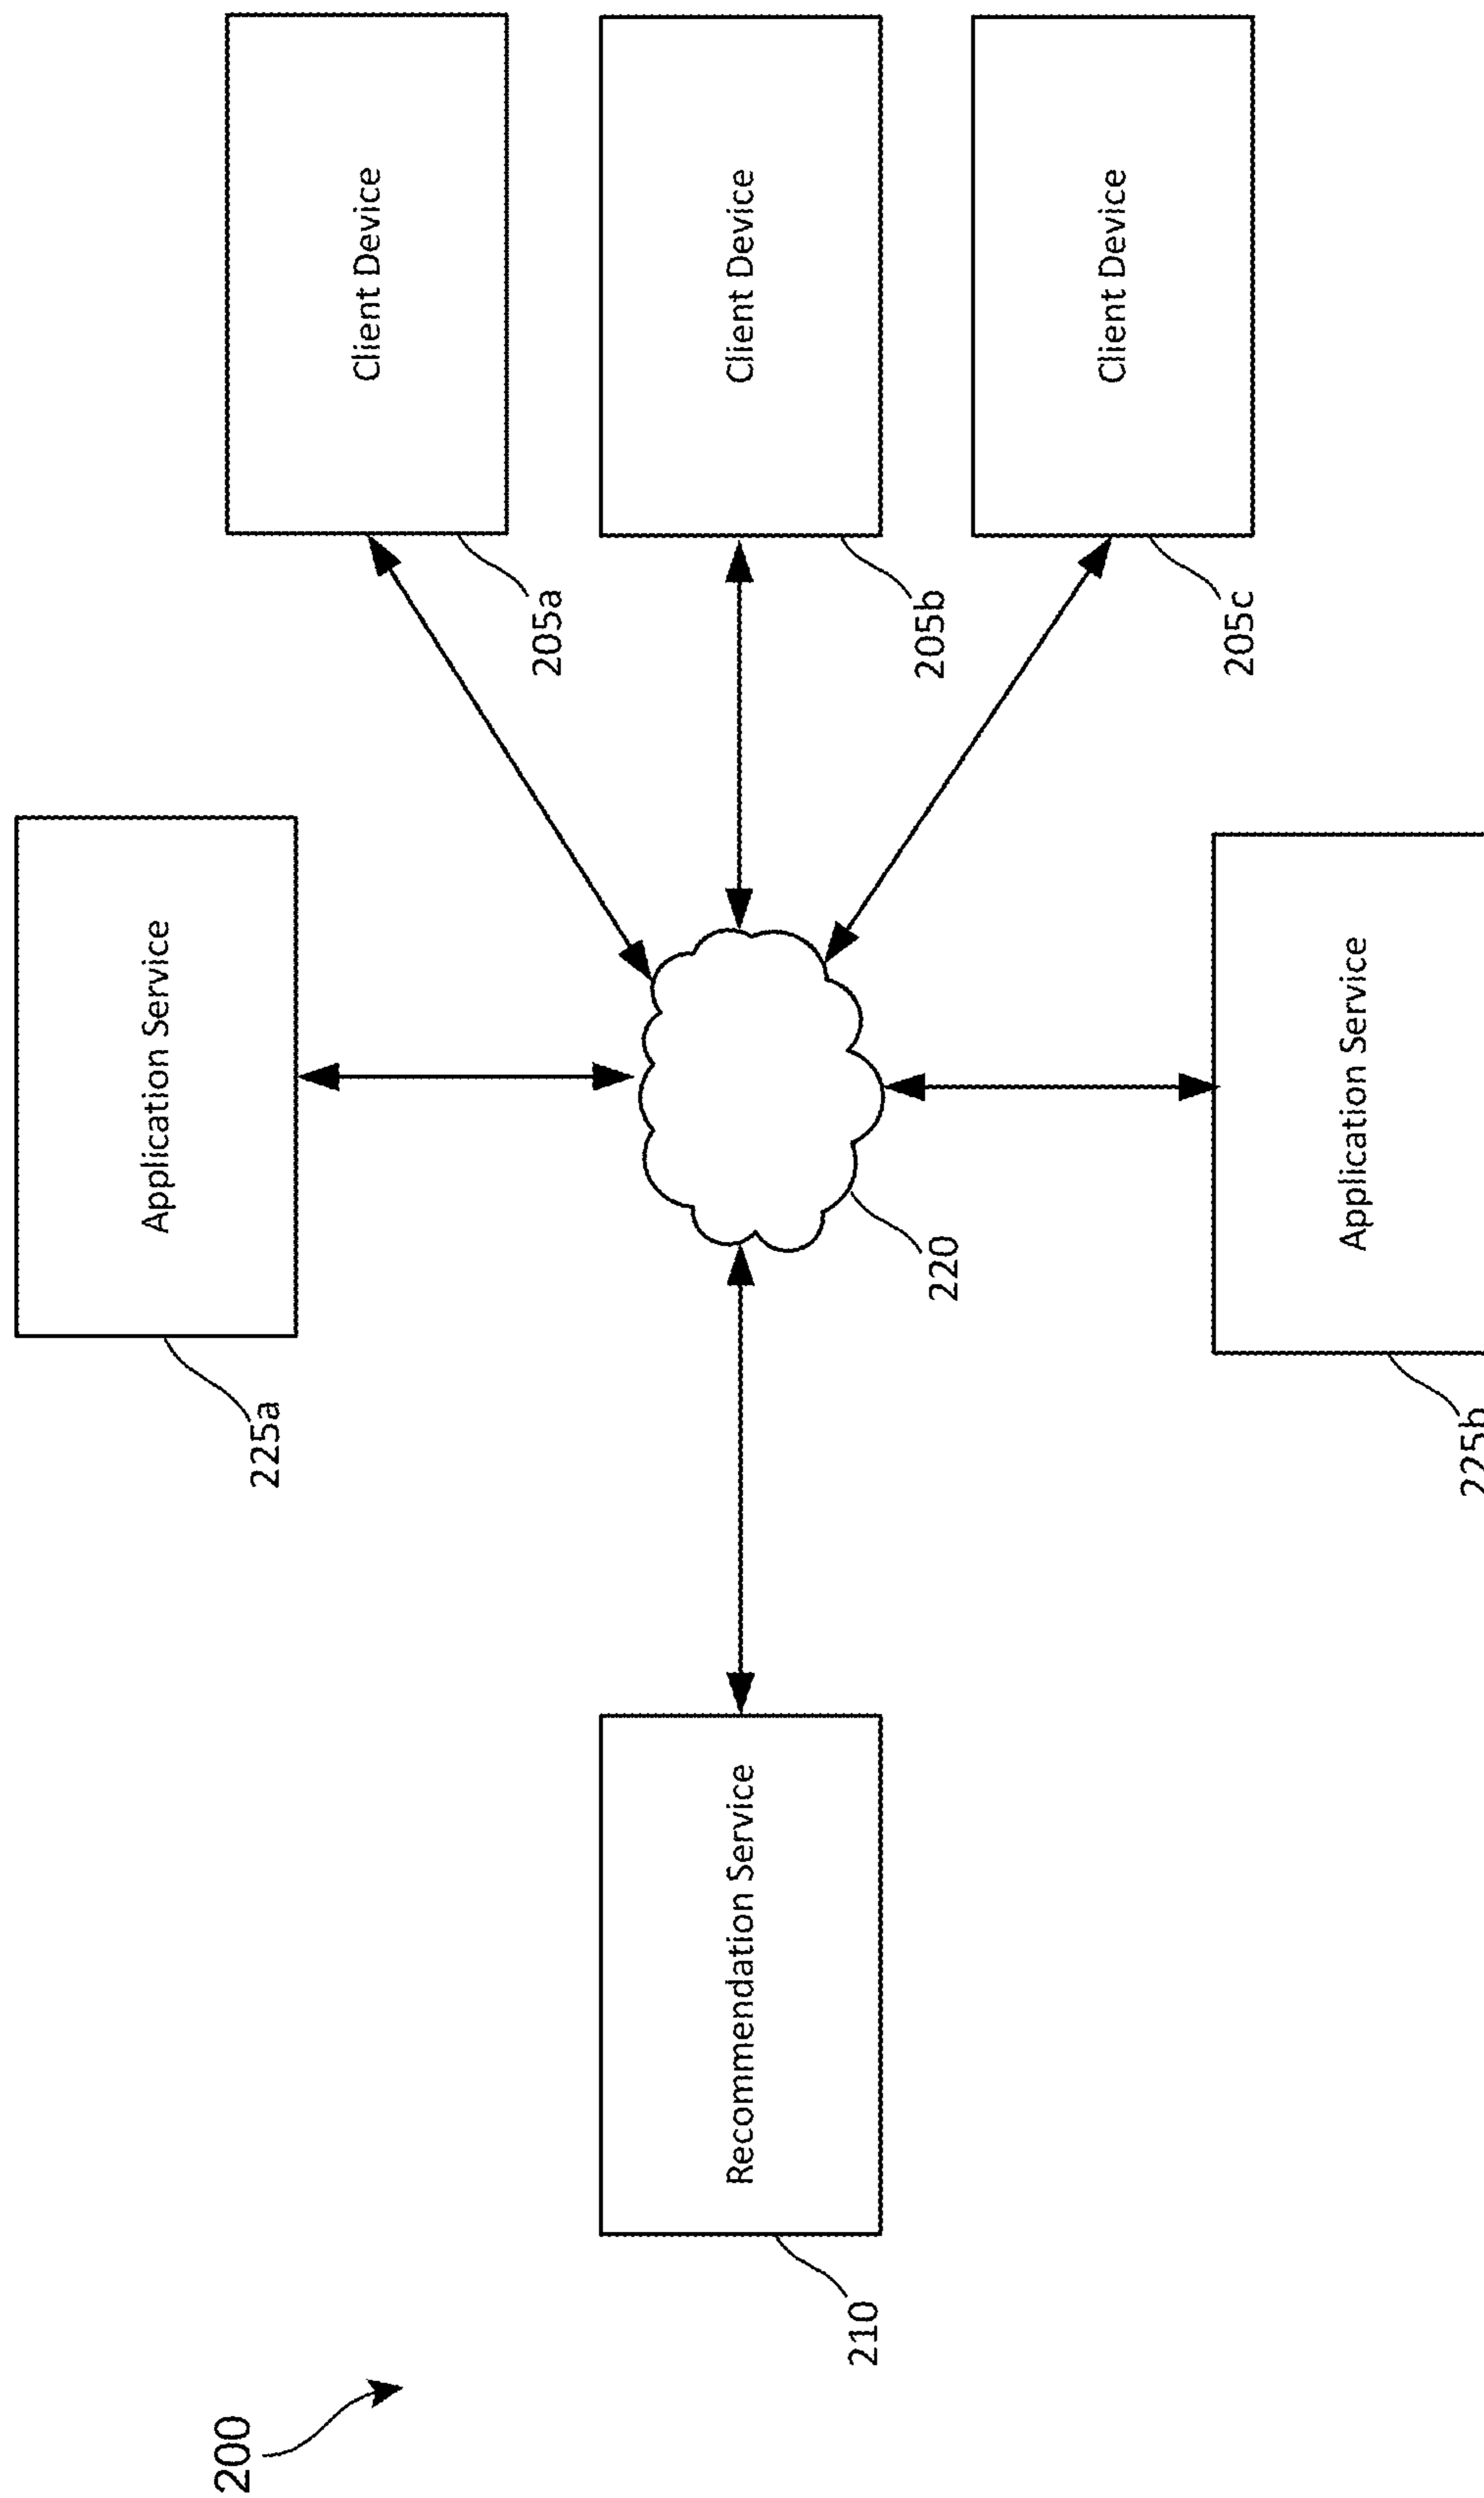 200
Application Service
225a
Client Device
205a
Recommendation Service
210
Client Device
205b
220
Client Device
205c
Application Service
225b